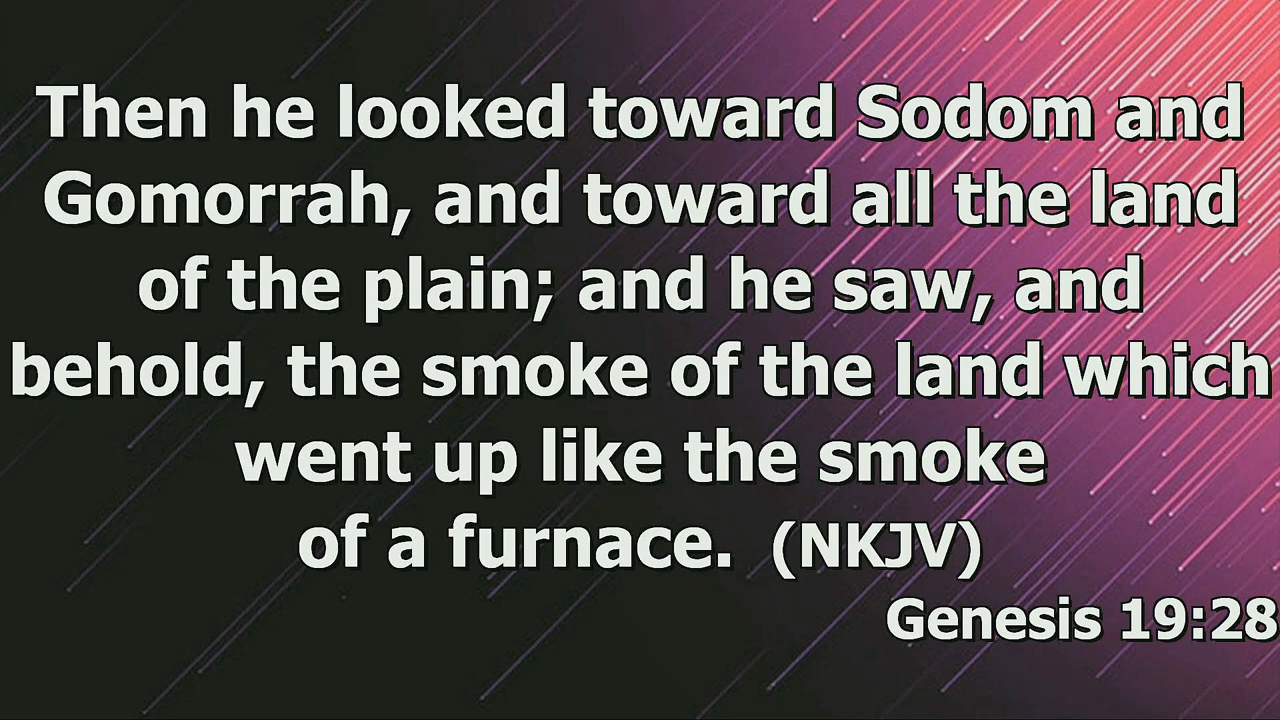 Then he looked toward Sodom and
Gomorrah, and toward all the land
of the plain; and he saw, and
behold, the smoke of the land which
went up like the smoke
of a furnace. (NKJV)
Genesis 19:28